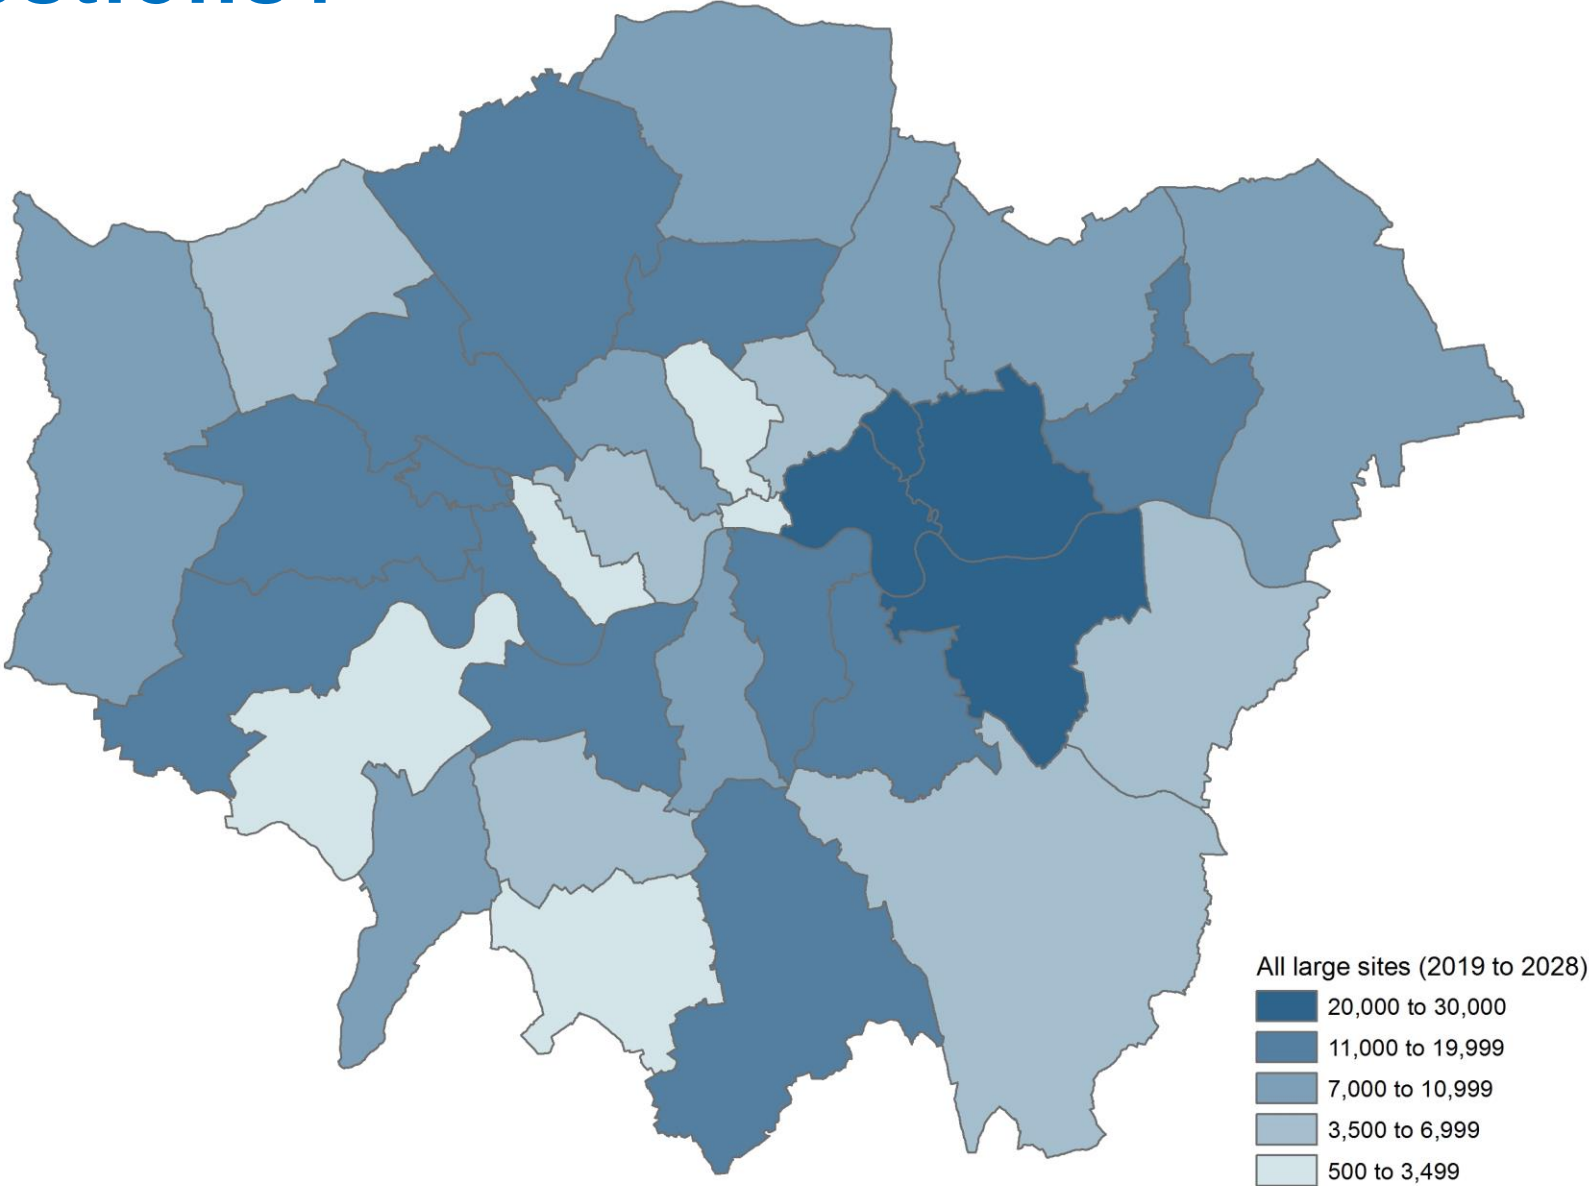 All large sites (2019 to 2028)
20,000 to 30,000
11,000 to 19,999
7,000 to 10,999
3,500 to 6,999
500 to 3,499